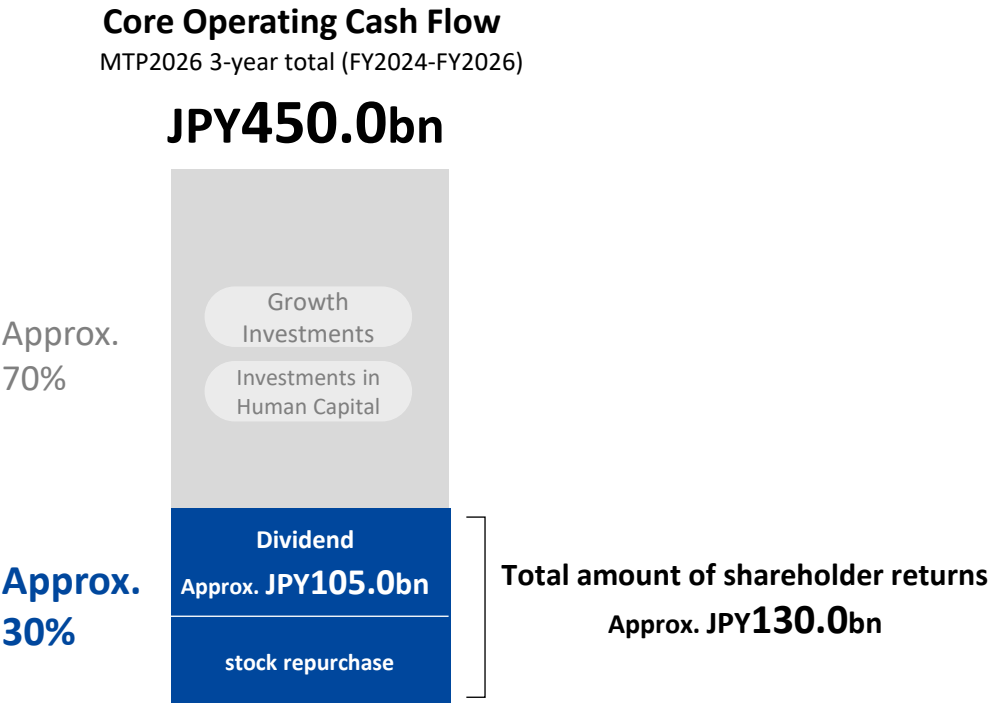 Core Operating Cash Flow
MTP2026 3-year total (FY2024-FY2026)
JPY450.0bn
Growth
Investments
Investments in
Human Capital
Approx.
70%
Dividend
Approx. JPY105.0bn
stock repurchase
Approx.
30%
Total amount of shareholder returns
Approx. JPY130.0bn